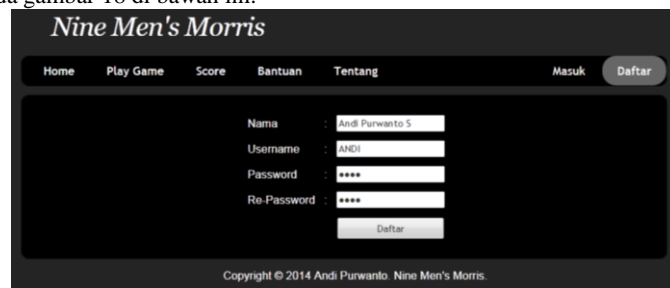 da gambar 18 di bawah ini.
Nine Men's Morris
Home Play Game Score Bantuan Tentang Masuk Daftar
Nama : Andi Purwanto S
Username : ANDI
Password : ••••
Re-Password : ••••
Daftar
Copyright © 2014 Andi Purwanto. Nine Men's Morris.